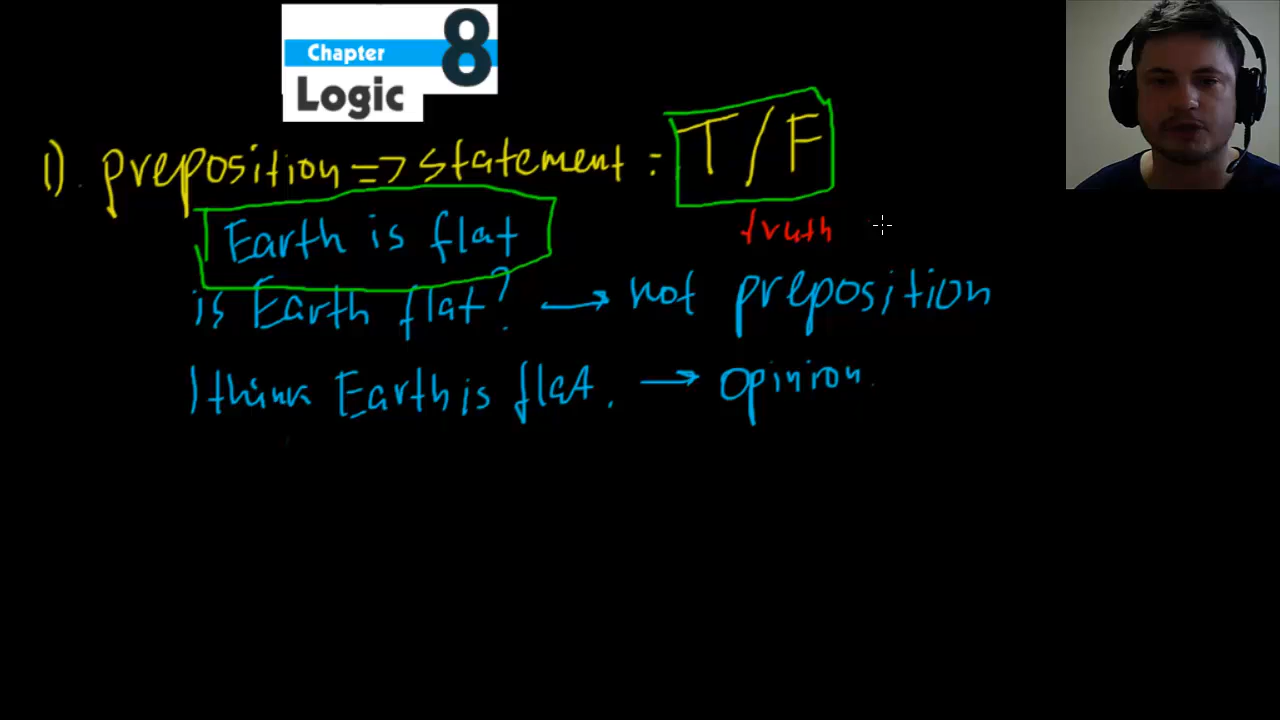 Chapter 8
Logic
1). preposition => statement : T/F
Earth is flat
truth
is Earth flat? → not preposition
I think Earth is flat. → opinion.